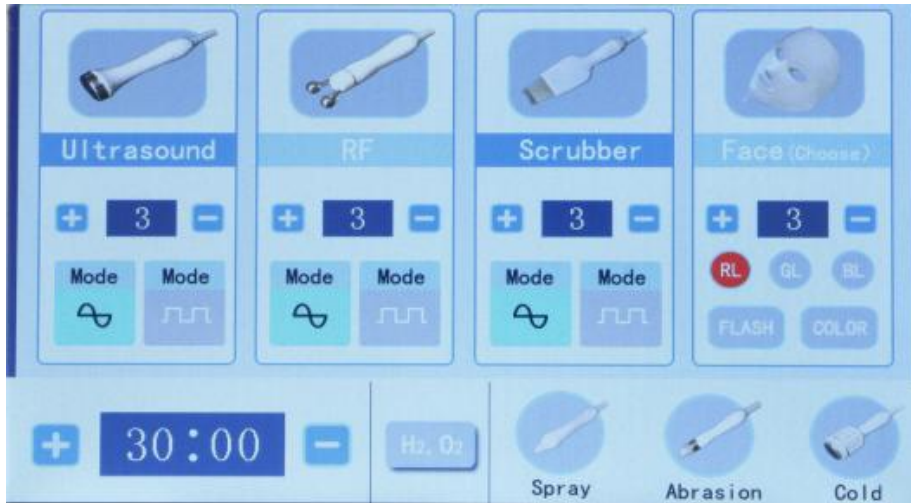 Ultrasound
RF
Scrubber
Face (Choose)
+ 3 −
+ 3 −
+ 3 −
+ 3 −
Mode Mode
Mode Mode
Mode Mode
RL GL BL
FLASH COLOR
+ 30:00 −
H2, O2
Spray
Abrasion
Cold